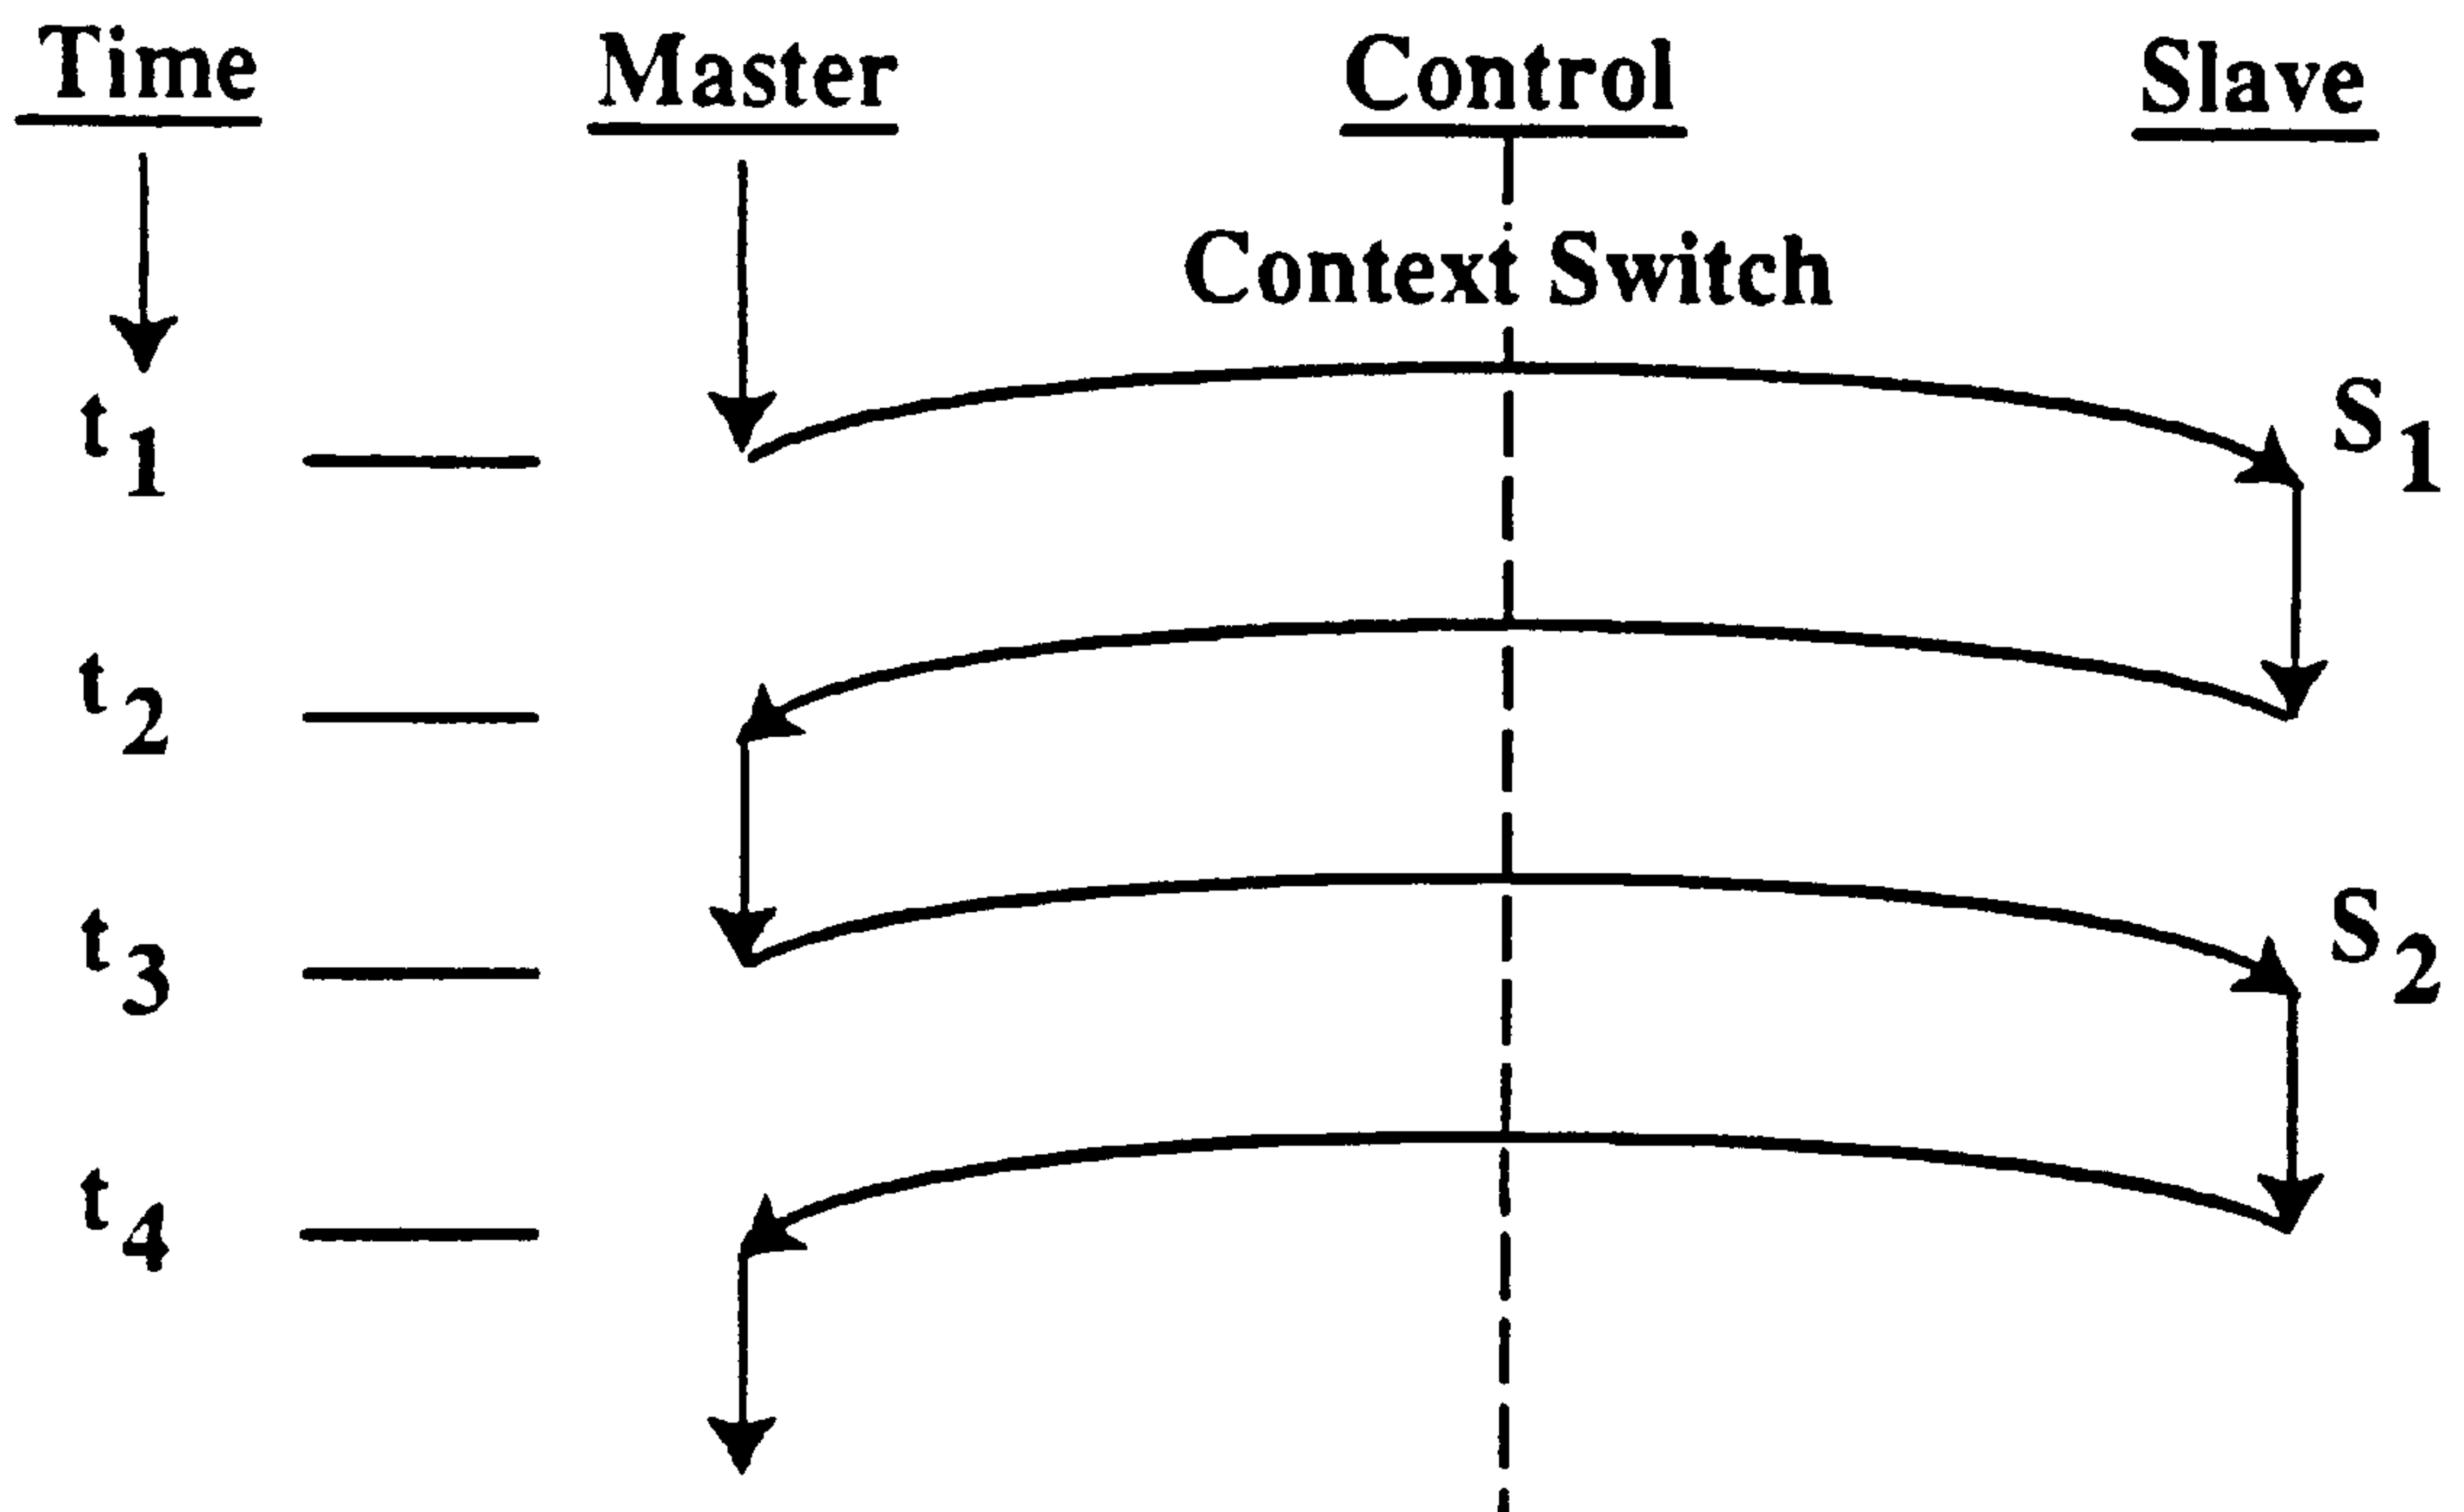 Time Master Control Slave
Context Switch
t1 S1
t2
t3 S2
t4